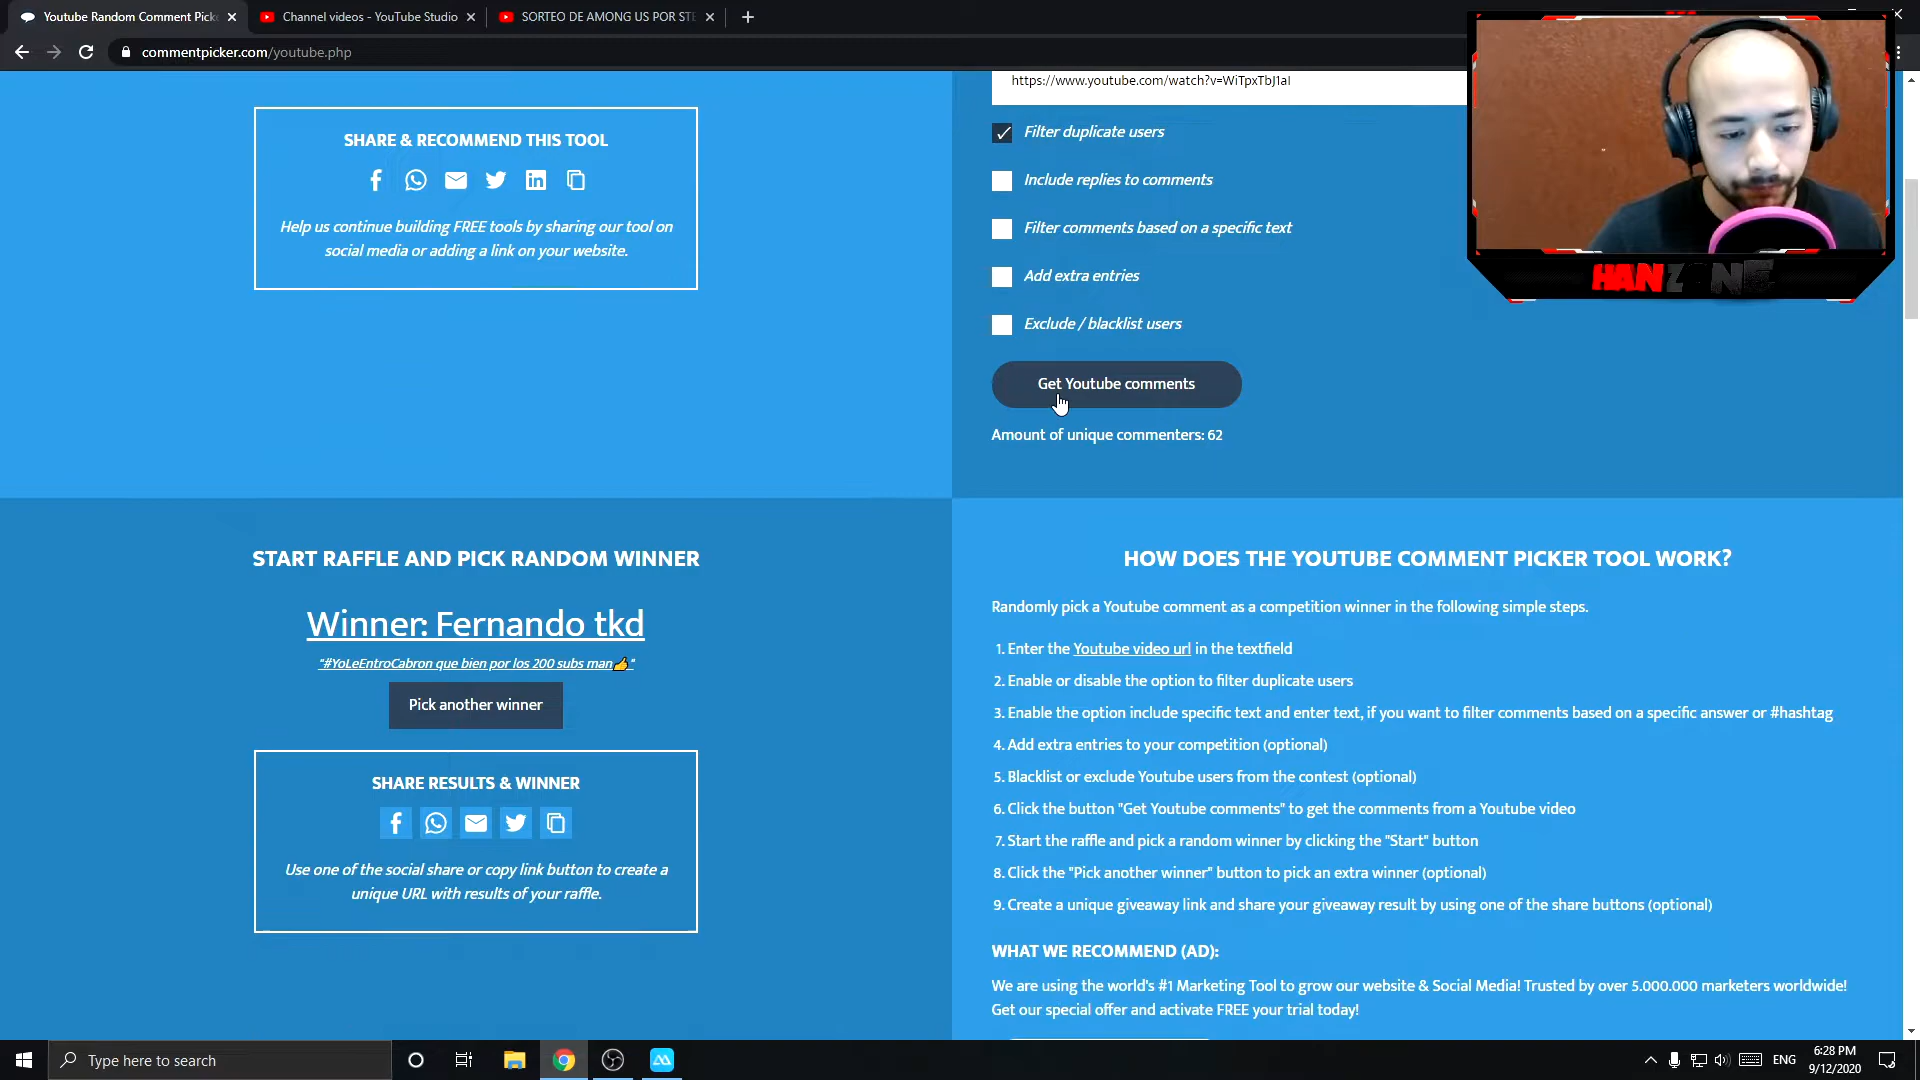 Youtube Random Comment Pick
Channel videos - YouTube Studio
SORTEO DE AMONG US POR STE
commentpicker.com/youtube.php
https://www.youtube.com/watch?v=WiTpxTbJ1aI
SHARE & RECOMMEND THIS TOOL
Help us continue building FREE tools by sharing our tool on
social media or adding a link on your website.
Filter duplicate users
Include replies to comments
Filter comments based on a specific text
Add extra entries
Exclude / blacklist users
Get Youtube comments
Amount of unique commenters: 62
HANZONE
START RAFFLE AND PICK RANDOM WINNER
Winner: Fernando tkd
"#YoLeEntroCabron que bien por los 200 subs man👍"
Pick another winner
SHARE RESULTS & WINNER
Use one of the social share or copy link button to create a
unique URL with results of your raffle.
HOW DOES THE YOUTUBE COMMENT PICKER TOOL WORK?
Randomly pick a Youtube comment as a competition winner in the following simple steps.
1. Enter the Youtube video url in the textfield
2. Enable or disable the option to filter duplicate users
3. Enable the option include specific text and enter text, if you want to filter comments based on a specific answer or #hashtag
4. Add extra entries to your competition (optional)
5. Blacklist or exclude Youtube users from the contest (optional)
6. Click the button "Get Youtube comments" to get the comments from a Youtube video
7. Start the raffle and pick a random winner by clicking the "Start" button
8. Click the "Pick another winner" button to pick an extra winner (optional)
9. Create a unique giveaway link and share your giveaway result by using one of the share buttons (optional)
WHAT WE RECOMMEND (AD):
We are using the world's #1 Marketing Tool to grow our website & Social Media! Trusted by over 5.000.000 marketers worldwide!
Get our special offer and activate FREE your trial today!
Type here to search
ENG
6:28 PM
9/12/2020